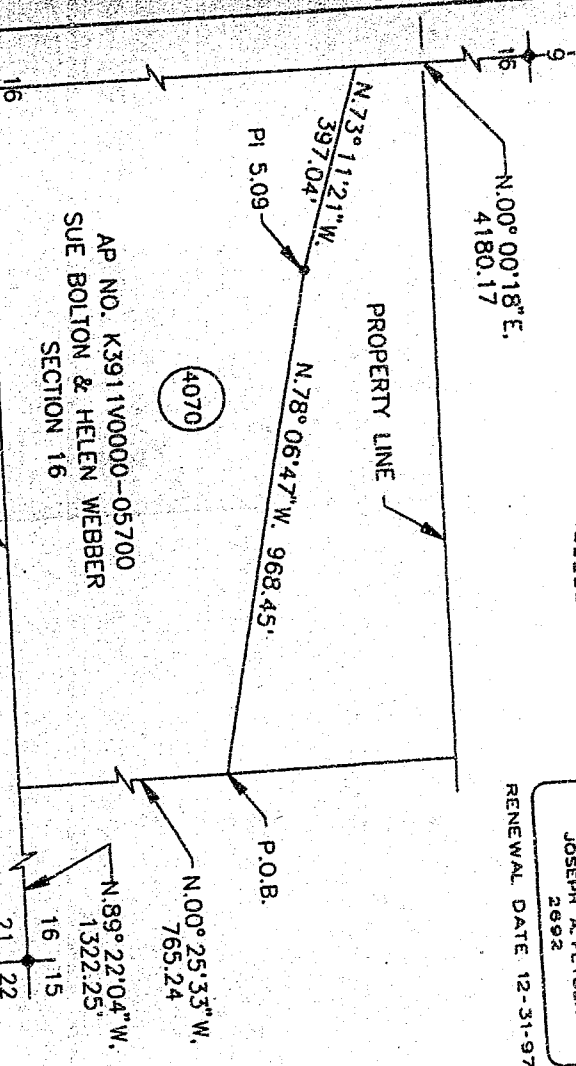 9
16
N.00° 00'18"E.
4180.17
N.73° 11'21"W.
397.04'
PI 5.09
PROPERTY LINE
N.78° 06'47"W. 968.45'
4070
AP NO. K3911V0000-05700
SUE BOLTON & HELEN WEBBER
SECTION 16
16
P.O.B.
N.00° 25'33"W.
765.24
N.89° 22'04"W.
1322.25'
16 15
21 22
JOSEPH A.
2692
RENEWAL DATE 12-31-97